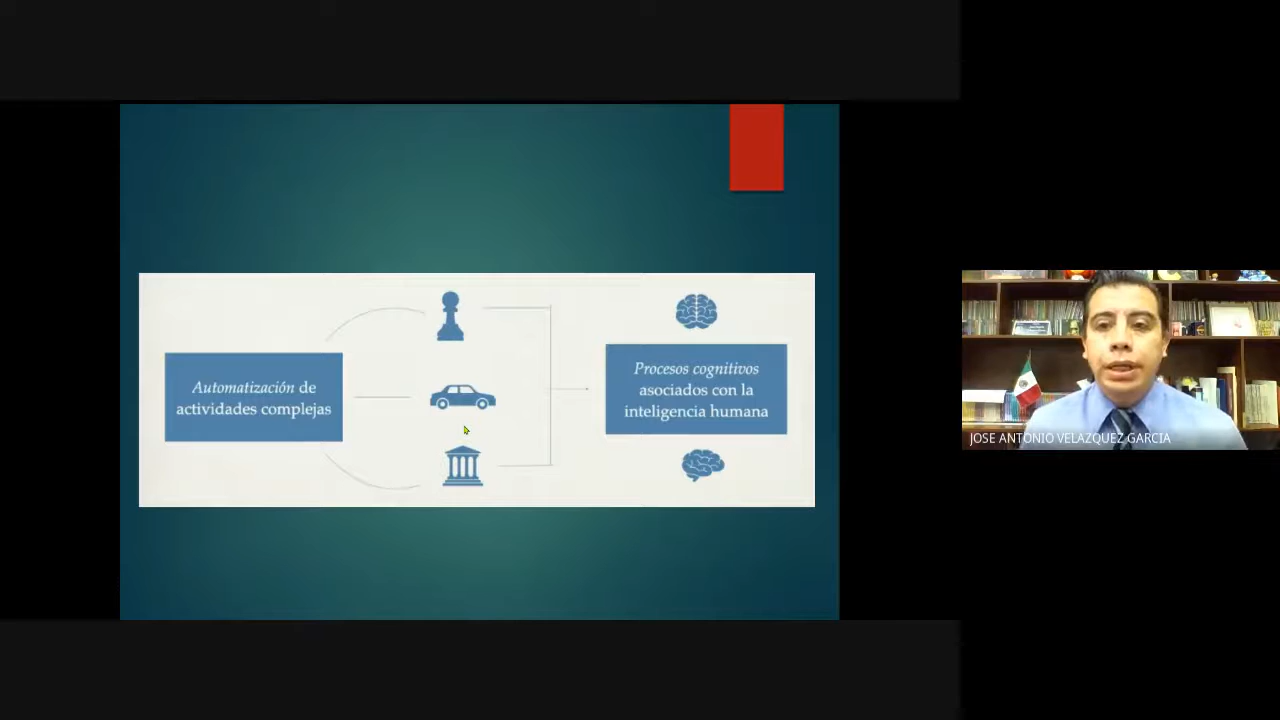 Automatización de
actividades complejas
Procesos cognitivos
asociados con la
inteligencia humana
JOSE ANTONIO VELAZQUEZ GARCIA